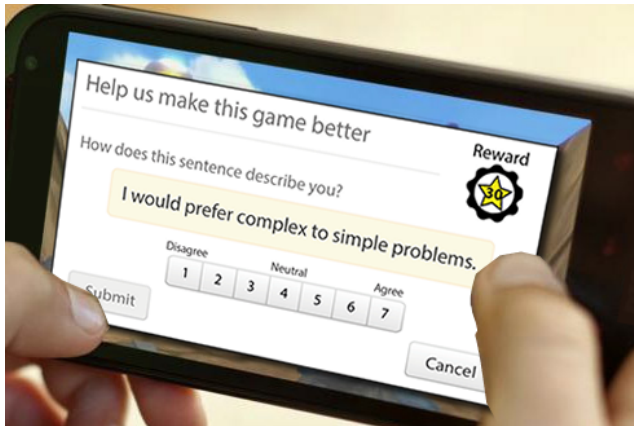 Help us make this game better
Reward
30
How does this sentence describe you?
I would prefer complex to simple problems.
Disagree
Neutral
Agree
1 2 3 4 5 6 7
Submit
Cancel